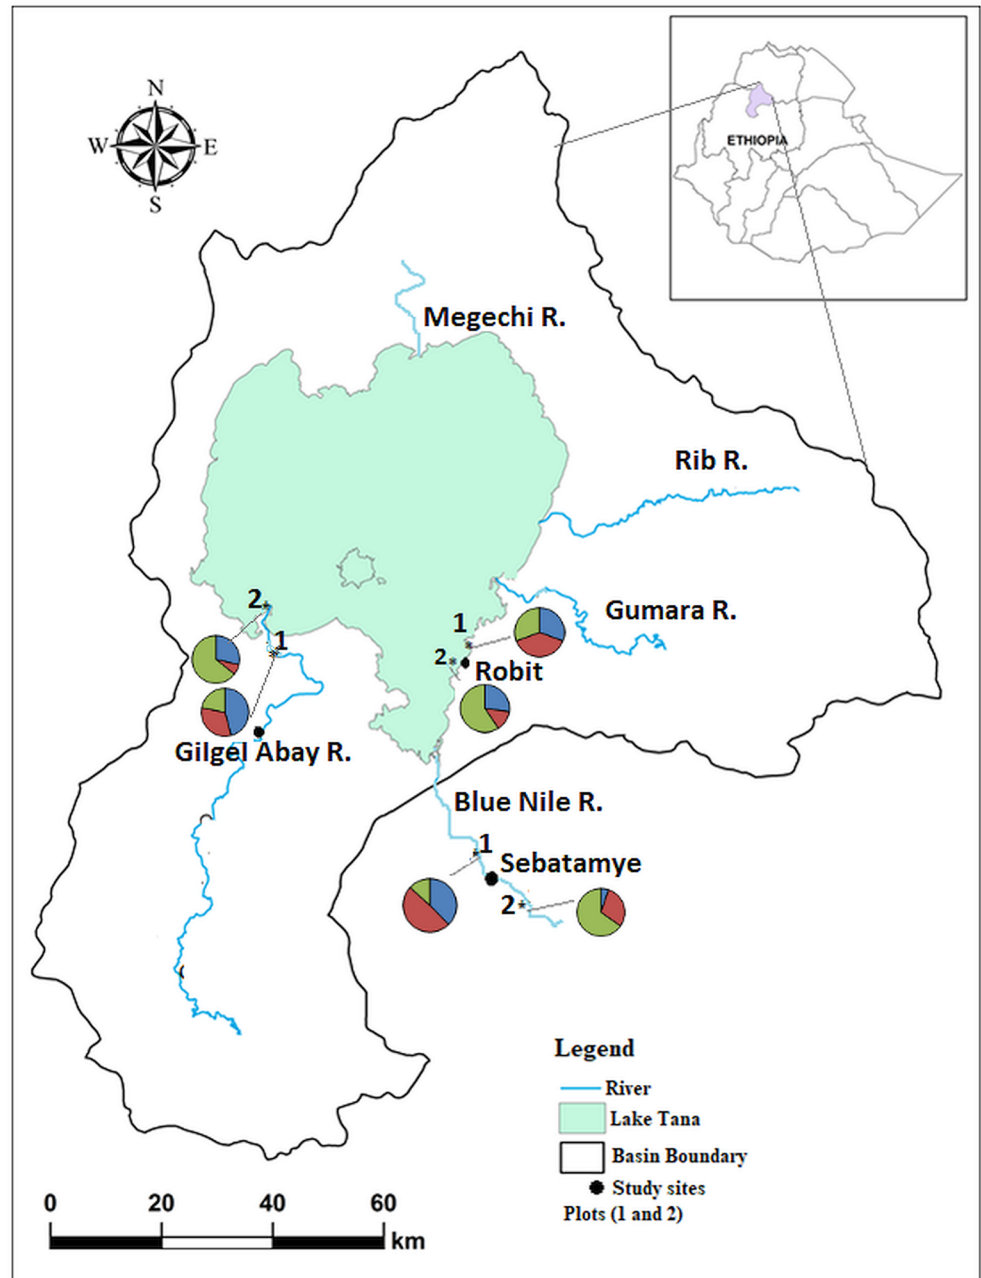 N
W E
S
ETHIOPIA
Megechi R.
Rib R.
2
1
Gumara R.
1
2
Robit
Gilgel Abay R.
Blue Nile R.
1
Sebatamye
2
Legend
River
Lake Tana
Basin Boundary
Study sites
Plots (1 and 2)
0 20 40 60
km